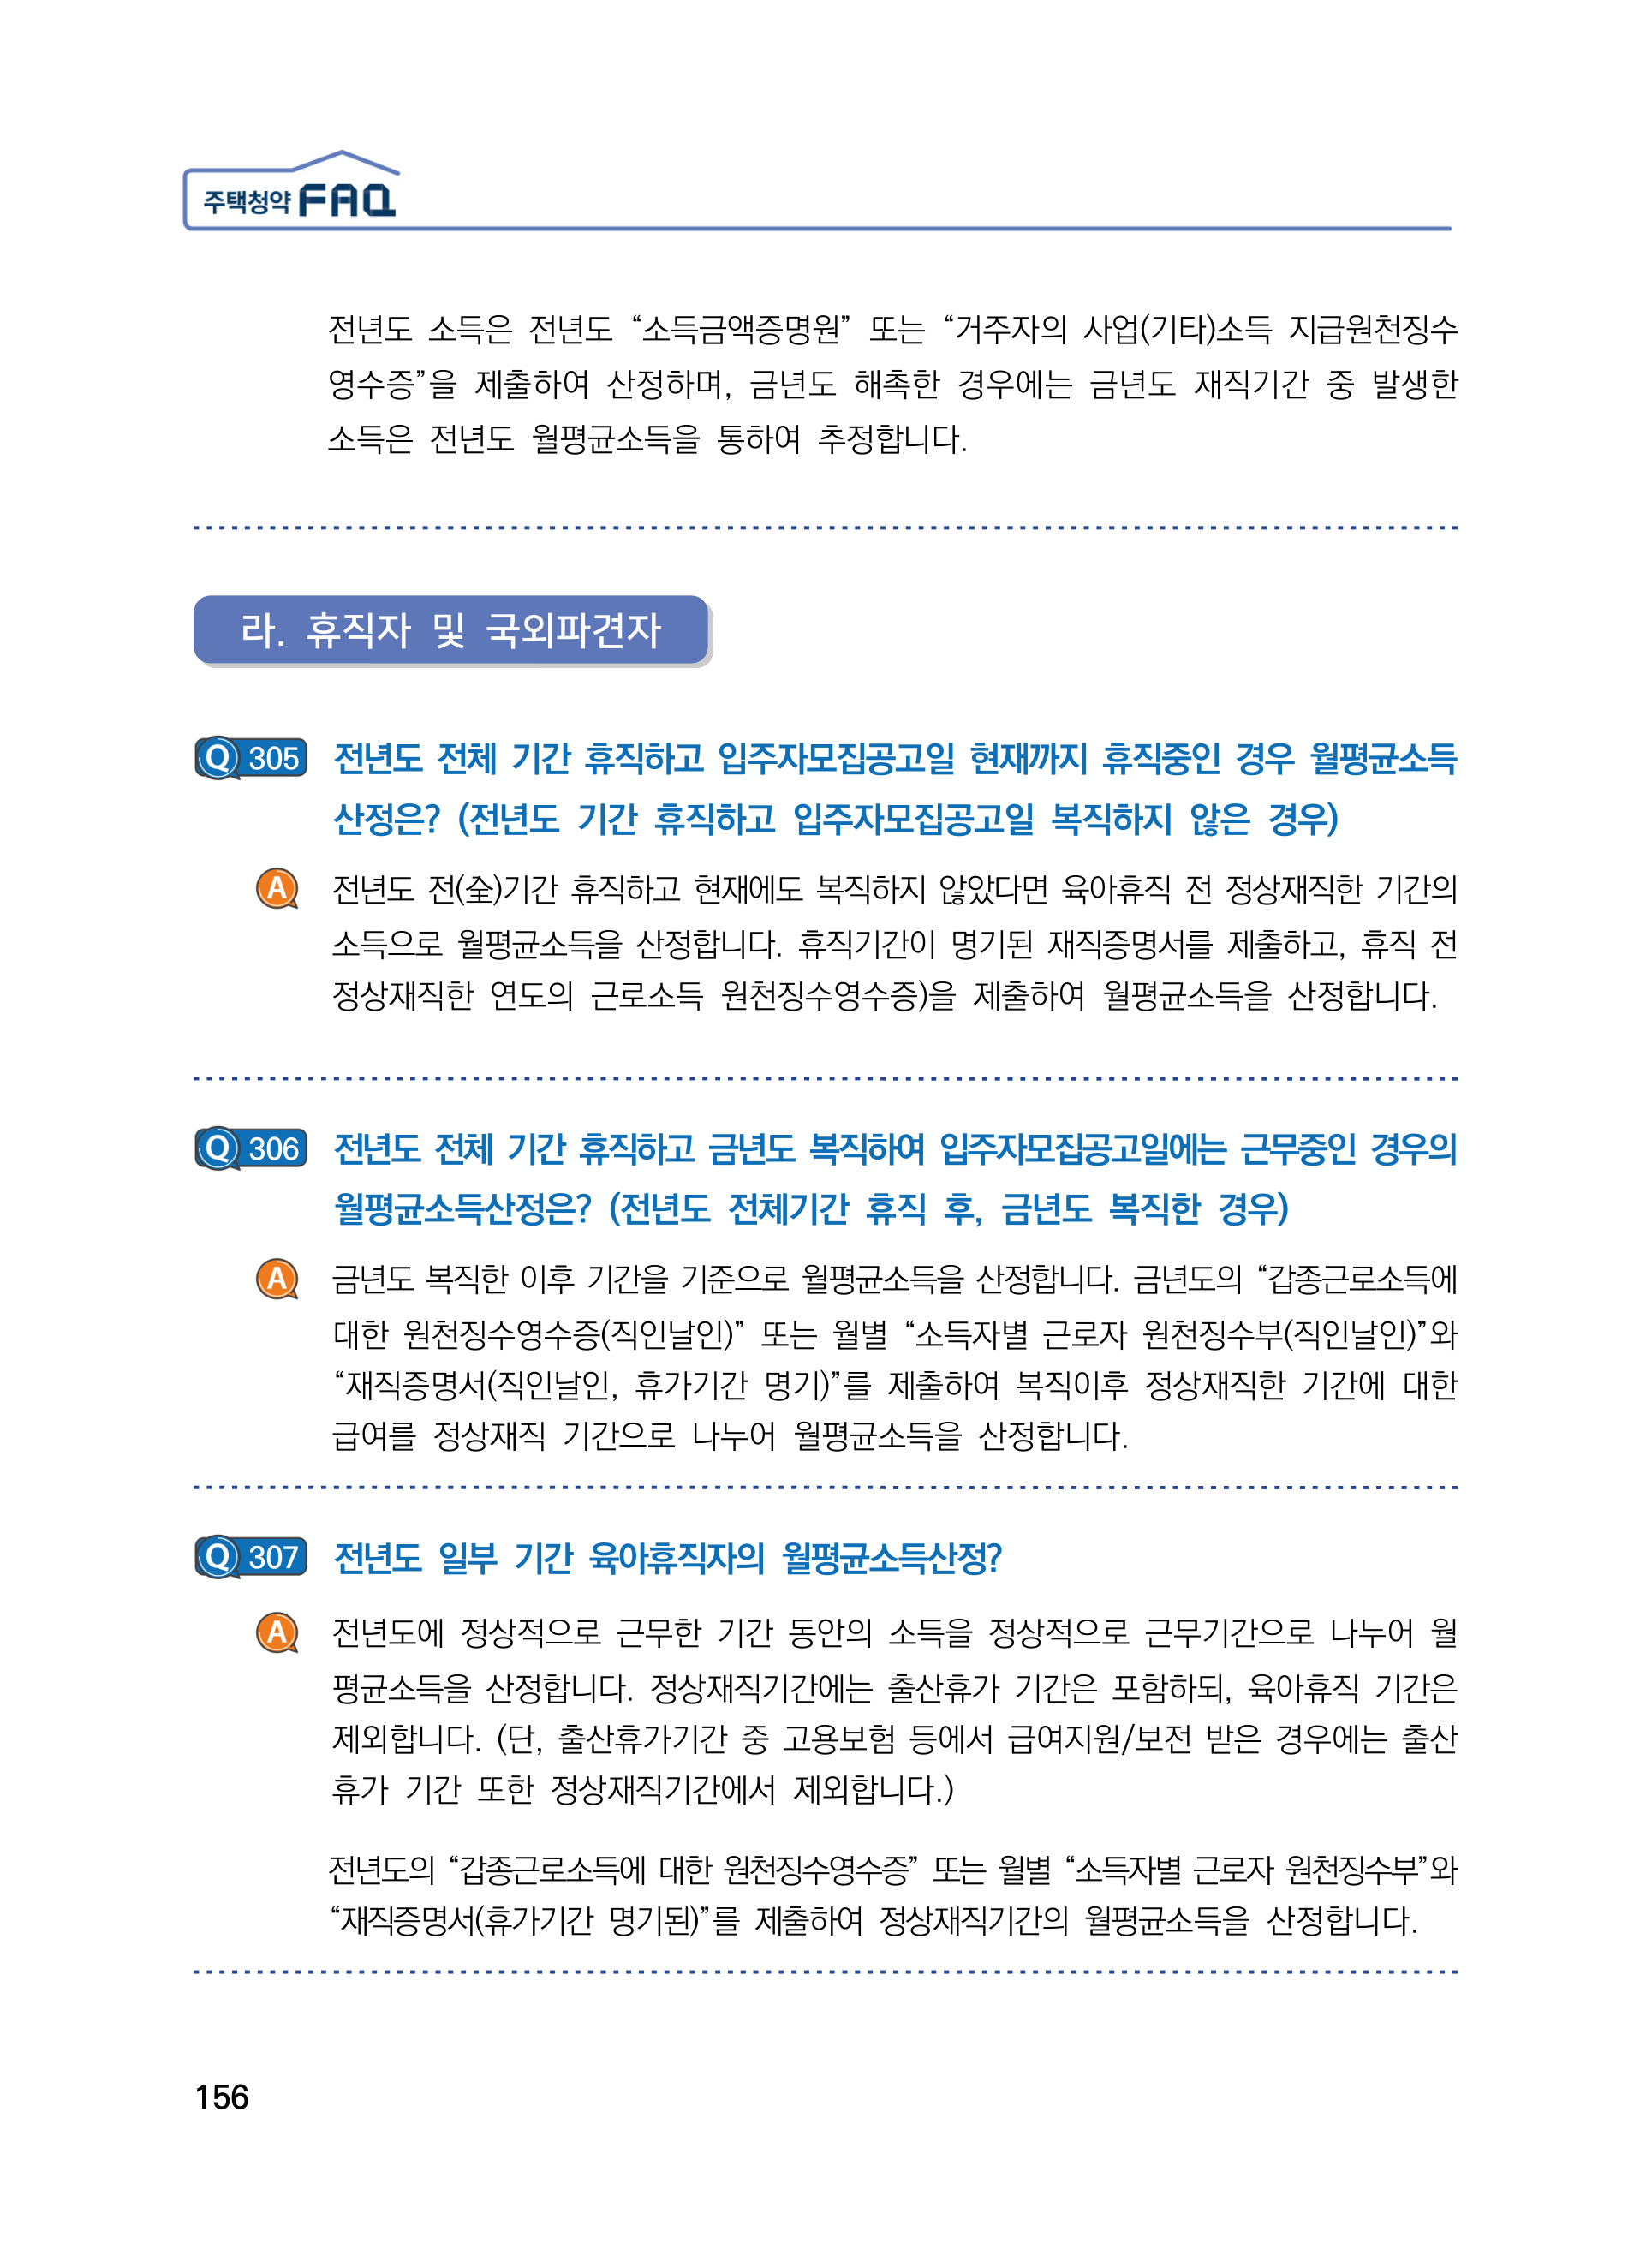 주택청약 FAQ
전년도 소득은 전년도 “소득금액증명원” 또는 “거주자의 사업(기타)소득 지급원천징수
영수증”을 제출하여 산정하며, 금년도 해촉한 경우에는 금년도 재직기간 중 발생한
소득은 전년도 월평균소득을 통하여 추정합니다.
라. 휴직자 및 국외파견자
Q 305 전년도 전체 기간 휴직하고 입주자모집공고일 현재까지 휴직중인 경우 월평균소득
산정은? (전년도 기간 휴직하고 입주자모집공고일 복직하지 않은 경우)
A 전년도 전(全)기간 휴직하고 현재에도 복직하지 않았다면 육아휴직 전 정상재직한 기간의
소득으로 월평균소득을 산정합니다. 휴직기간이 명기된 재직증명서를 제출하고, 휴직 전
정상재직한 연도의 근로소득 원천징수영수증)을 제출하여 월평균소득을 산정합니다.
Q 306 전년도 전체 기간 휴직하고 금년도 복직하여 입주자모집공고일에는 근무중인 경우의
월평균소득산정은? (전년도 전체기간 휴직 후, 금년도 복직한 경우)
A 금년도 복직한 이후 기간을 기준으로 월평균소득을 산정합니다. 금년도의 “갑종근로소득에
대한 원천징수영수증(직인날인)” 또는 월별 “소득자별 근로자 원천징수부(직인날인)”와
“재직증명서(직인날인, 휴가기간 명기)”를 제출하여 복직이후 정상재직한 기간에 대한
급여를 정상재직 기간으로 나누어 월평균소득을 산정합니다.
Q 307 전년도 일부 기간 육아휴직자의 월평균소득산정?
A 전년도에 정상적으로 근무한 기간 동안의 소득을 정상적으로 근무기간으로 나누어 월
평균소득을 산정합니다. 정상재직기간에는 출산휴가 기간은 포함하되, 육아휴직 기간은
제외합니다. (단, 출산휴가기간 중 고용보험 등에서 급여지원/보전 받은 경우에는 출산
휴가 기간 또한 정상재직기간에서 제외합니다.)
전년도의 “갑종근로소득에 대한 원천징수영수증” 또는 월별 “소득자별 근로자 원천징수부”와
“재직증명서(휴가기간 명기된)”를 제출하여 정상재직기간의 월평균소득을 산정합니다.
156